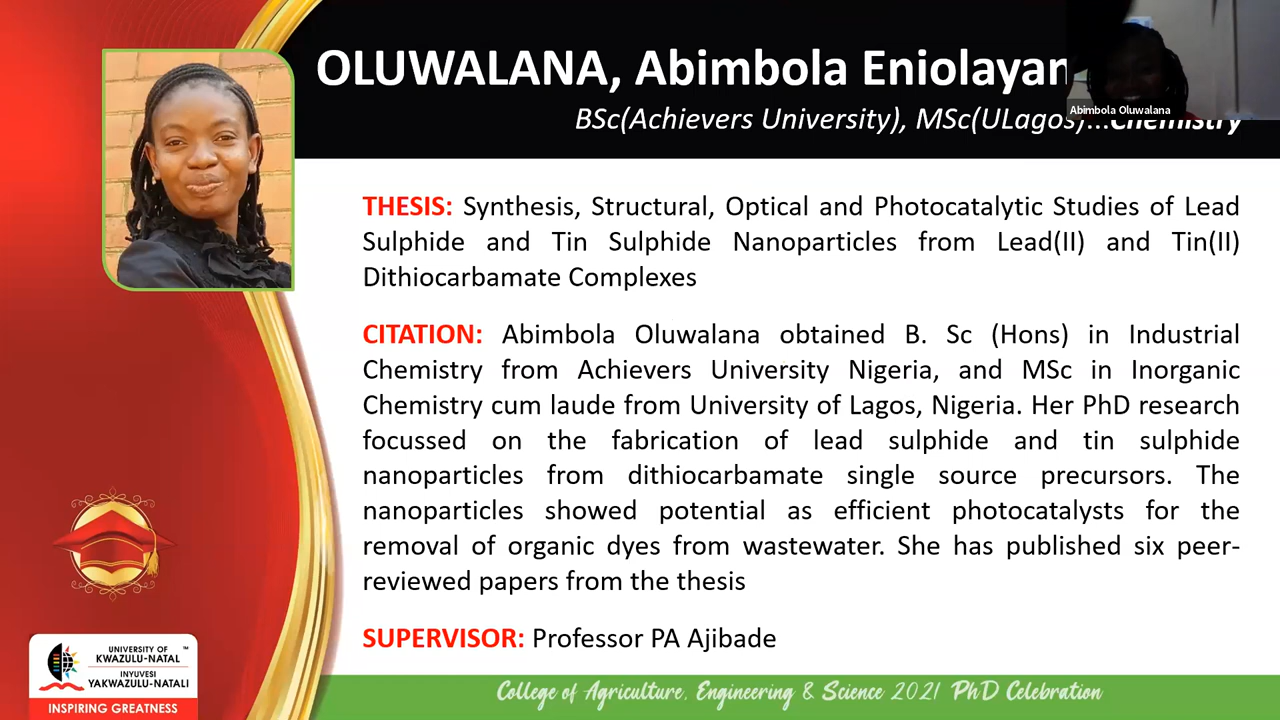 OLUWALANA, Abimbola Eniolayan
Abimbola Oluwalana
BSc(Achievers University), MSc(ULagos)...Chemistry
THESIS: Synthesis, Structural, Optical and Photocatalytic Studies of Lead
Sulphide and Tin Sulphide Nanoparticles from Lead(II) and Tin(II)
Dithiocarbamate Complexes
CITATION: Abimbola Oluwalana obtained B. Sc (Hons) in Industrial
Chemistry from Achievers University Nigeria, and MSc in Inorganic
Chemistry cum laude from University of Lagos, Nigeria. Her PhD research
focussed on the fabrication of lead sulphide and tin sulphide
nanoparticles from dithiocarbamate single source precursors. The
nanoparticles showed potential as efficient photocatalysts for the
removal of organic dyes from wastewater. She has published six peer-
reviewed papers from the thesis
SUPERVISOR: Professor PA Ajibade
UNIVERSITY OF ™
KWAZULU-NATAL
INYUVESI
YAKWAZULU-NATALI
INSPIRING GREATNESS
College of Agriculture, Engineering & Science 2021 PhD Celebration